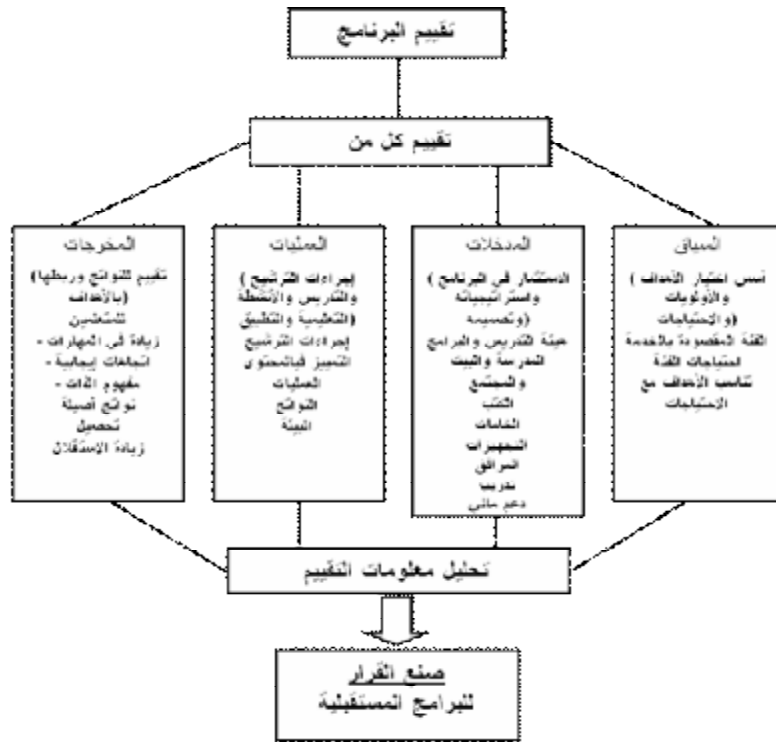 تقييم البرنامج
تقييم كل من
السياق
أسس اختيار الأهداف )
والأولويات
(والاحتياجات
الفئة المقصودة بالخدمة
احتياجات الفئة
تناسب الأهداف مع
الاحتياجات
المدخلات
الاستثمار في البرنامج )
واستراتيجياته
(وتصميمه
هيئة التدريس والبرامج
المدرسة والبيت
والمجتمع
الكتب
الخامات
التجهيزات
المرافق
تدريب
دعم مالي
العمليات
إجراءات الترشيح )
والتدريس والأنشطة
(التعليمية والتطبيق
إجراءات الترشيح
التمييز فيالمحتوى
العمليات
النواتج
البيئة
المخرجات
تقييم للنواتج وربطها)
(بالأهداف
للمتعلمين
زيادة في المهارات -
اتجاهات إيجابية -
مفهوم الذات -
نواتج أصيلة
تحصيل
زيادة الاستقلال
تحليل معلومات التقييم
صنع القرار
للبرامج المستقبلية